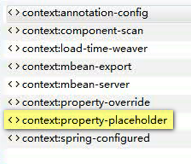 <> context:annotation-config
<> context:component-scan
<> context:load-time-weaver
<> context:mbean-export
<> context:mbean-server
<> context:property-override
<> context:property-placeholder
<> context:spring-configured